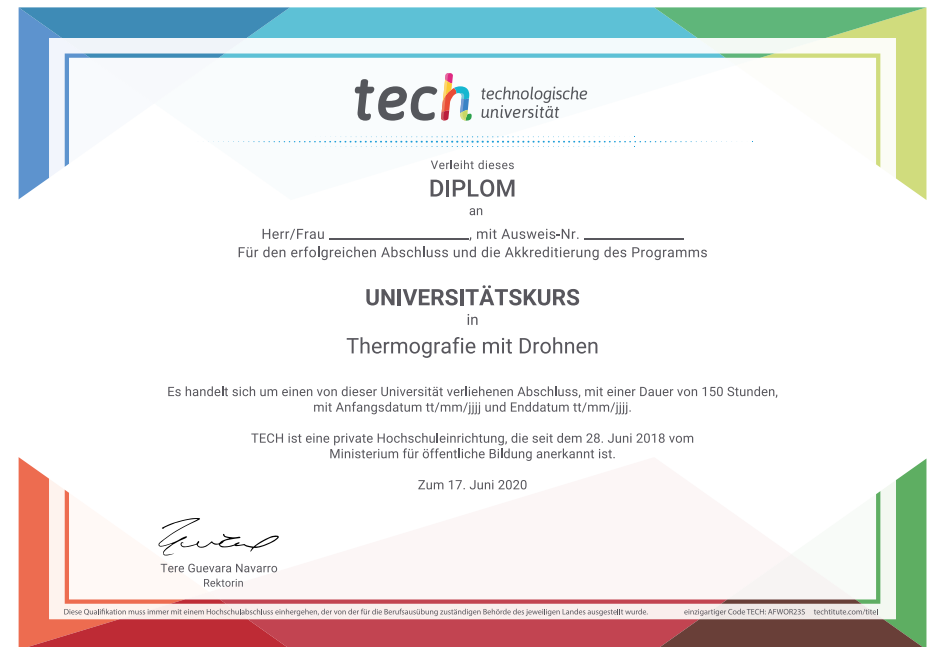 tech technologische
universität
Verleiht dieses
DIPLOM
an
Herr/Frau ____________, mit Ausweis-Nr. ____________
Für den erfolgreichen Abschluss und die Akkreditierung des Programms
UNIVERSITÄTSKURS
in
Thermografie mit Drohnen
Es handelt sich um einen von dieser Universität verliehenen Abschluss, mit einer Dauer von 150 Stunden,
mit Anfangsdatum tt/mm/jjjj und Enddatum tt/mm/jjjj.
TECH ist eine private Hochschuleinrichtung, die seit dem 28. Juni 2018 vom
Ministerium für öffentliche Bildung anerkannt ist.
Zum 17. Juni 2020
Tere Guevara Navarro
Rektorin
Diese Qualifikation muss immer mit einem Hochschulabschluss einhergehen, der von der für die Berufsausübung zuständigen Behörde des jeweiligen Landes ausgestellt wurde. einzigartiger Code TECH: AFWOR235 techtitute.com/titel